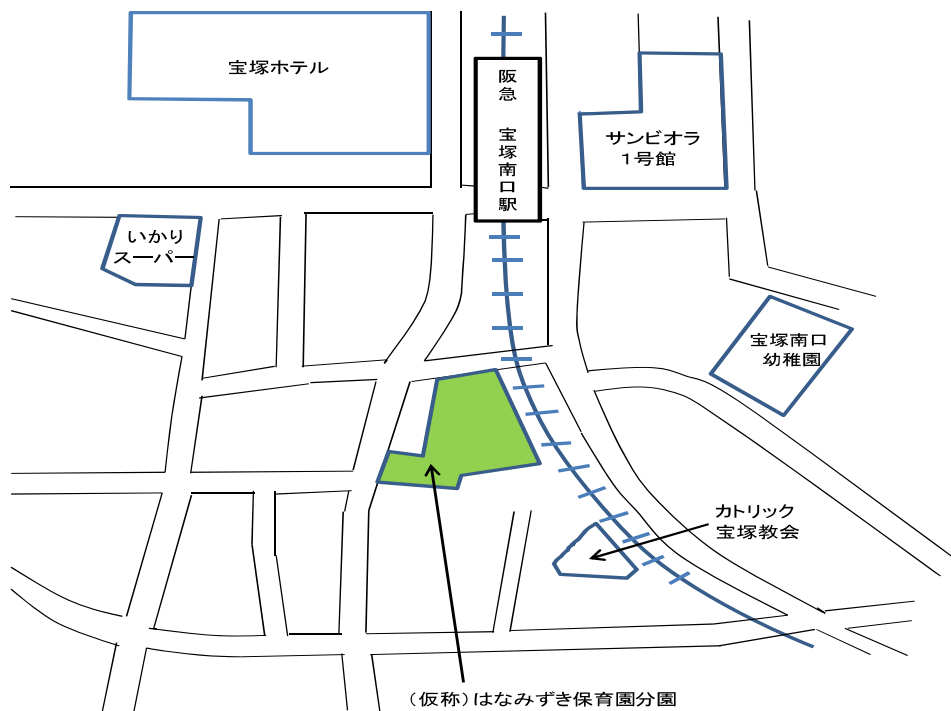 宝塚ホテル
阪急 宝塚南口駅
サンビオラ
1号館
いかり
スーパー
宝塚南口
幼稚園
カトリック
宝塚教会
(仮称)はなみずき保育園分園